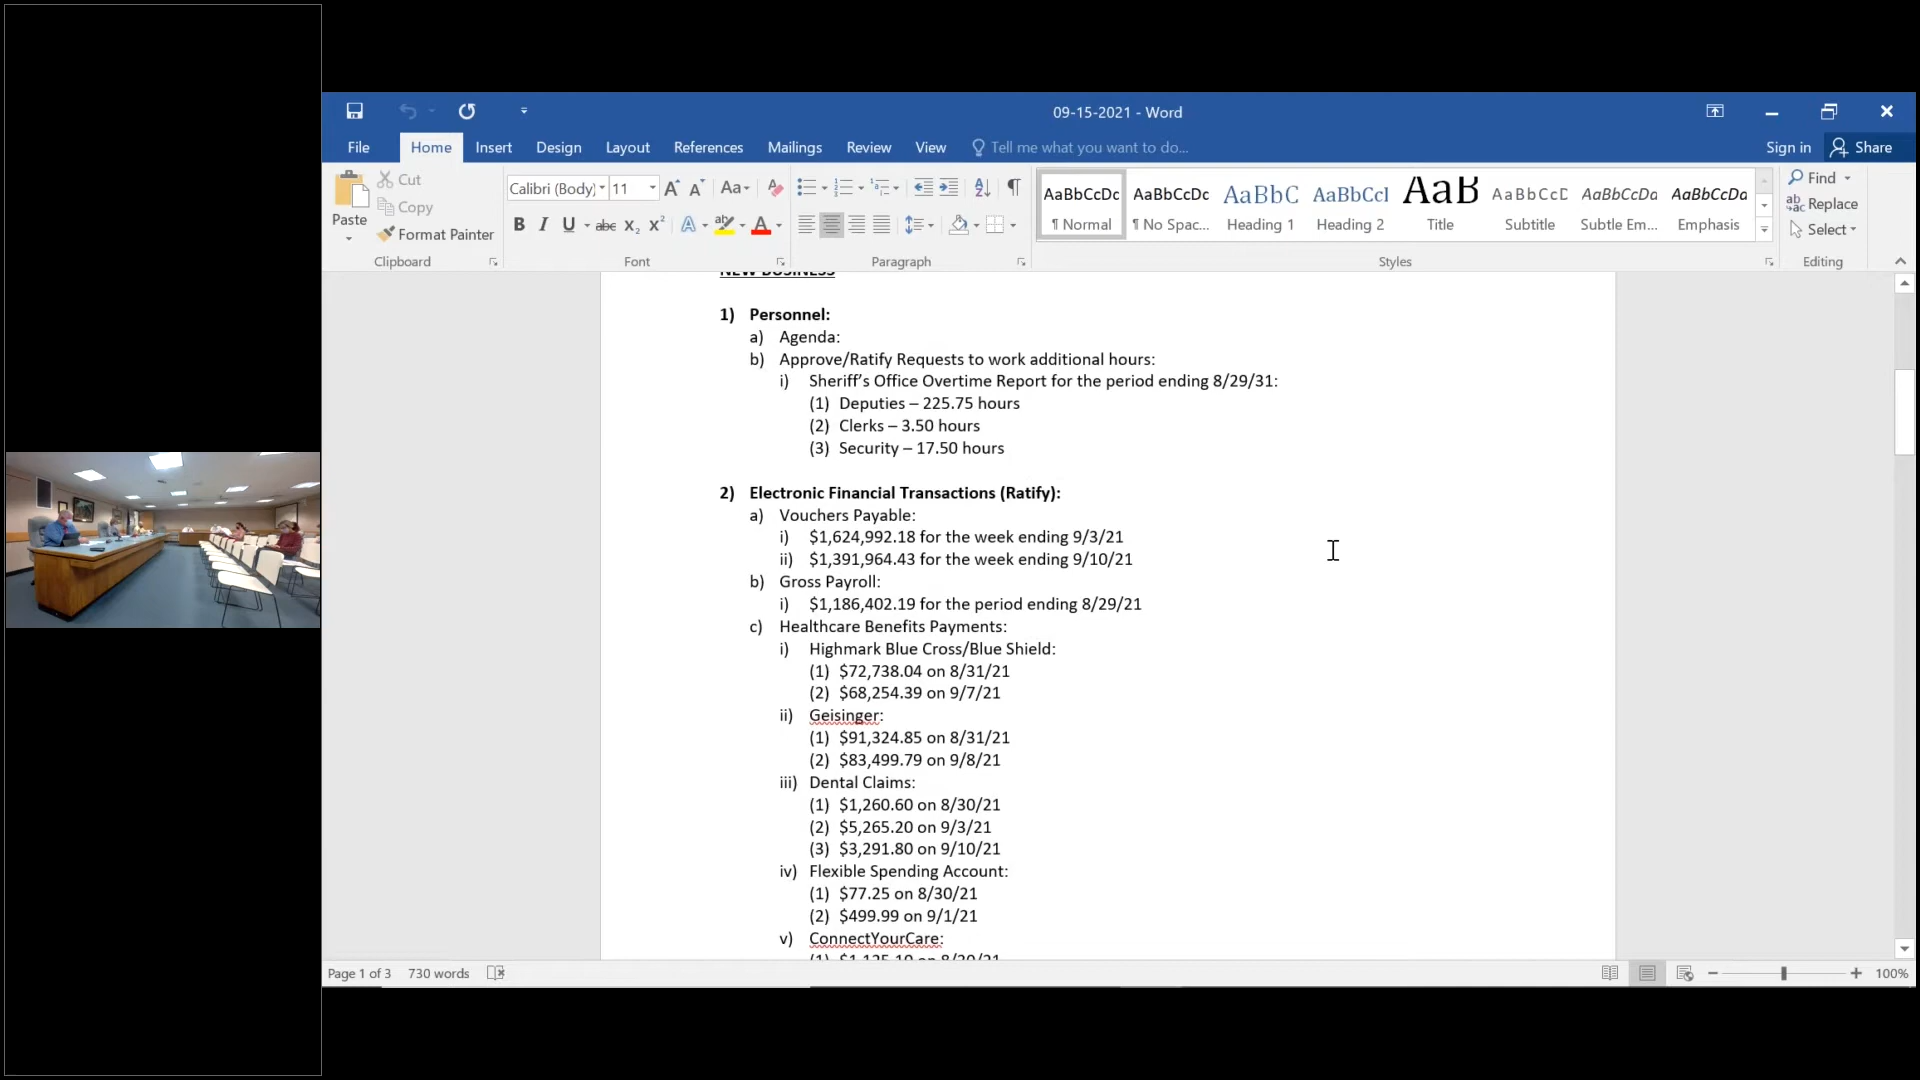 09-15-2021 - Word
File Home Insert Design Layout References Mailings Review View Tell me what you want to do... Sign in Share
Paste
Cut
Copy
Format Painter
Clipboard
Calibri (Body) 11
Font
Paragraph
AaBbCcDc AaBbCcDc AaBbC AaBbCcI AaB AaBbCcD AaBbCcDa AaBbCcDa
¶ Normal ¶ No Spac... Heading 1 Heading 2 Title Subtitle Subtle Em... Emphasis
Styles
Find
Replace
Select
Editing
NEW BUSINESS
1) Personnel:
a) Agenda:
b) Approve/Ratify Requests to work additional hours:
i) Sheriff’s Office Overtime Report for the period ending 8/29/31:
(1) Deputies – 225.75 hours
(2) Clerks – 3.50 hours
(3) Security – 17.50 hours
2) Electronic Financial Transactions (Ratify):
a) Vouchers Payable:
i) $1,624,992.18 for the week ending 9/3/21
ii) $1,391,964.43 for the week ending 9/10/21
b) Gross Payroll:
i) $1,186,402.19 for the period ending 8/29/21
c) Healthcare Benefits Payments:
i) Highmark Blue Cross/Blue Shield:
(1) $72,738.04 on 8/31/21
(2) $68,254.39 on 9/7/21
ii) Geisinger:
(1) $91,324.85 on 8/31/21
(2) $83,499.79 on 9/8/21
iii) Dental Claims:
(1) $1,260.60 on 8/30/21
(2) $5,265.20 on 9/3/21
(3) $3,291.80 on 9/10/21
iv) Flexible Spending Account:
(1) $77.25 on 8/30/21
(2) $499.99 on 9/1/21
v) ConnectYourCare:
Page 1 of 3 730 words 100%